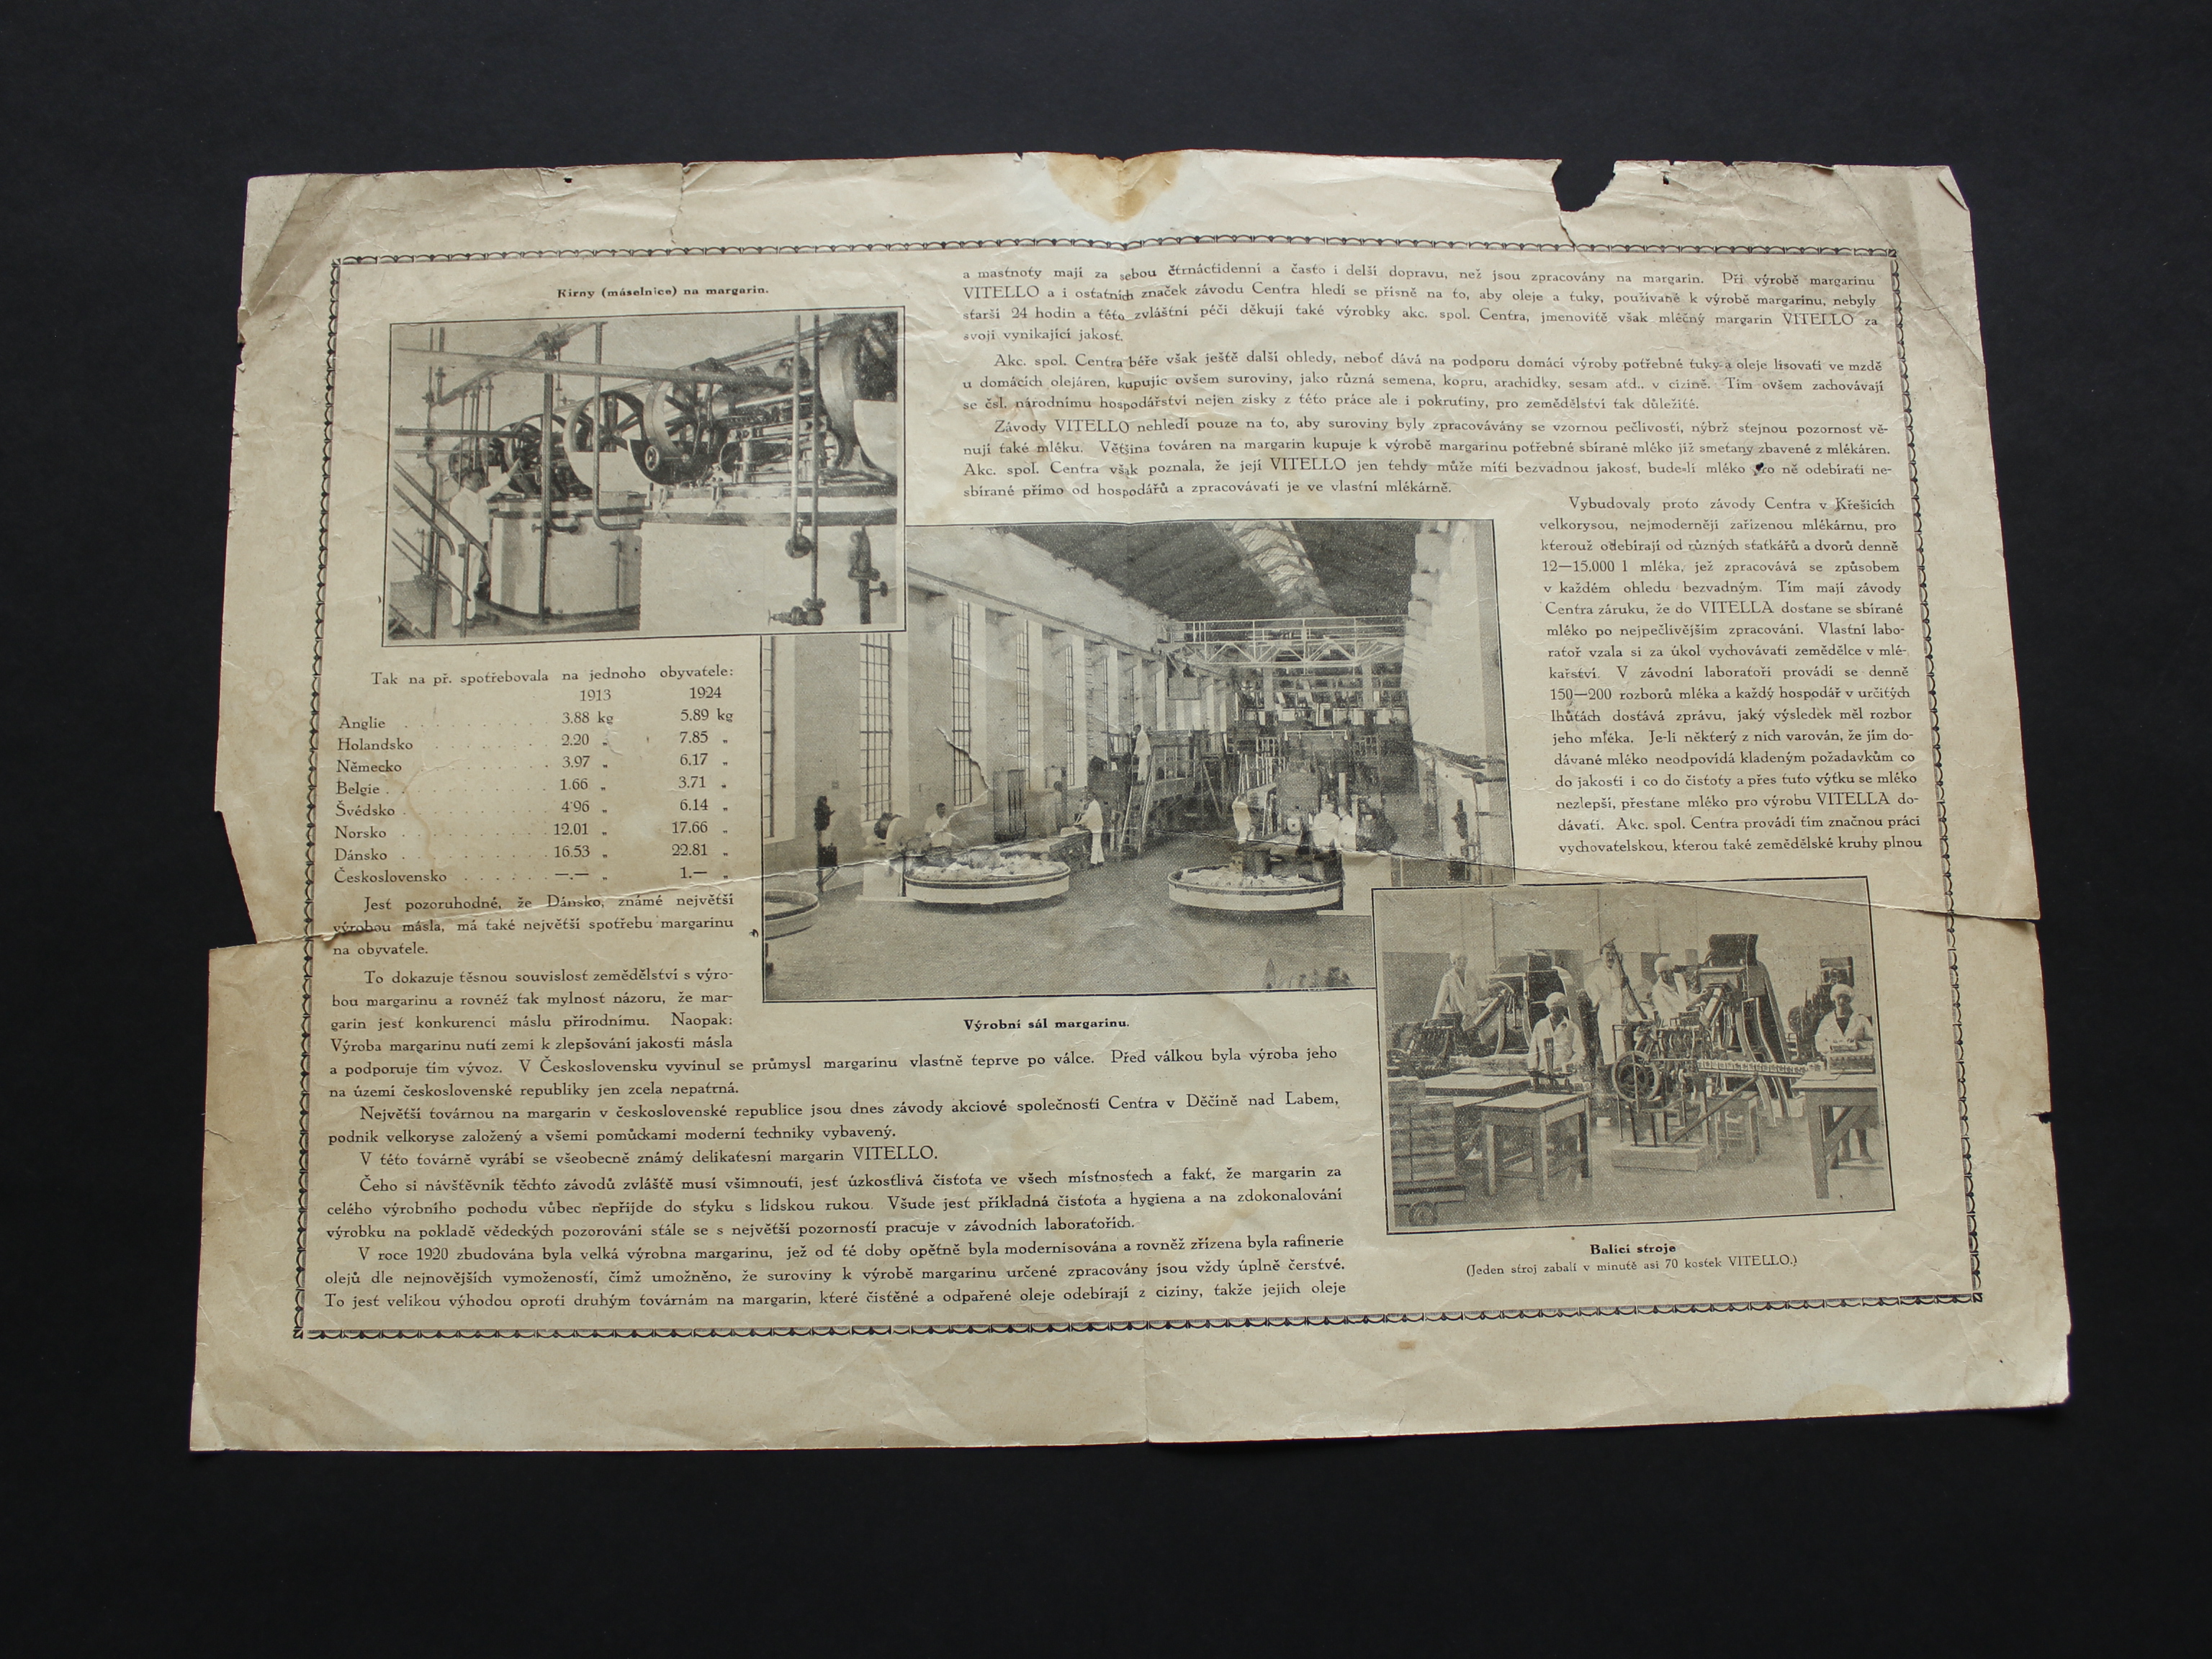 Kirny (máselnice) na margarin.
Tak na př. spotřebovala na jednoho obyvatele:
1913 1924
Anglie . . . . . . . . . . 3.88 kg 5.89 kg
Holandsko . . . . . . . . 2.20 „ 7.85 „
Německo . . . . . . . . . 3.97 „ 6.17 „
Belgie . . . . . . . . . . . 1.66 „ 3.71 „
Švédsko . . . . . . . . . . 4·96 „ 6.14 „
Norsko . . . . . . . . . . 12.01 „ 17.66 „
Dánsko . . . . . . . . . . 16.53 „ 22.81 „
Československo . . . . . . —.— „ 1.— „
Jest pozoruhodné, že Dánsko, známé největší
výrobou másla, má také největší spotřebu margarinu
na obyvatele.
To dokazuje těsnou souvislost zemědělství s výro-
bou margarinu a rovněž tak mylnost názoru, že mar-
garin jest konkurencí máslu přírodnímu. Naopak:
Výroba margarinu nutí zemi k zlepšování jakosti másla
a podporuje tím vývoz. V Československu vyvinul se průmysl margarinu vlastně teprve po válce. Před válkou byla výroba jeho
na území československé republiky jen zcela nepatrná.
Největší továrnou na margarin v československé republice jsou dnes závody akciové společnosti Centra v Děčíně nad Labem,
podnik velkoryse založený a všemi pomůckami moderní techniky vybavený.
V této továrně vyrábí se všeobecně známý delikatesní margarin VITELLO.
Čeho si návštěvník těchto závodů zvláště musí všimnouti, jest úzkostlivá čistota ve všech místnostech a fakt, že margarin za
celého výrobního pochodu vůbec nepřijde do styku s lidskou rukou. Všude jest příkladná čistota a hygiena a na zdokonalování
výrobku na pokladě vědeckých pozorování stále se s největší pozorností pracuje v závodních laboratořích.
V roce 1920 zbudována byla velká výrobna margarinu, jež od té doby opětně byla modernisována a rovněž zřízena byla rafinerie
olejů dle nejnovějších vymožeností, čímž umožněno, že suroviny k výrobě margarinu určené zpracovány jsou vždy úplně čerstvé.
To jest velikou výhodou oproti druhým továrnám na margarin, které čistěné a odpařené oleje odebírají z ciziny, takže jejich oleje
a mastnoty mají za sebou čtrnáctidenní a často i delší dopravu, než jsou zpracovány na margarin. Při výrobě margarinu
VITELLO a i ostatních značek závodu Centra hledí se přísně na to, aby oleje a tuky, používané k výrobě margarinu, nebyly
starší 24 hodin a této zvláštní péči děkují také výrobky akc. spol. Centra, jmenovitě však mléčný margarin VITELLO za
svoji vynikající jakost.
Akc. spol. Centra béře však ještě další ohledy, neboť dává na podporu domácí výroby potřebné tuky a oleje lisovati ve mzdě
u domácích olejáren, kupujíc ovšem suroviny, jako různá semena, kopru, arachidky, sesam atd.. v cizině. Tím ovšem zachovávají
se čsl. národnímu hospodářství nejen zisky z této práce ale i pokrutiny, pro zemědělství tak důležité.
Závody VITELLO nehledí pouze na to, aby suroviny byly zpracovávány se vzornou pečlivostí, nýbrž stejnou pozornost vě-
nují také mléku. Většina továren na margarin kupuje k výrobě margarinu potřebné sbírané mléko již smetany zbavené z mlékáren.
Akc. spol. Centra však poznala, že její VITELLO jen tehdy může míti bezvadnou jakost, bude-li mléko pro ně odebírati ne-
sbírané přímo od hospodářů a zpracovávati je ve vlastní mlékárně.
Vybudovaly proto závody Centra v Křešicích
velkorysou, nejmoderněji zařízenou mlékárnu, pro
kterouž odebírají od různých statkářů a dvorů denně
12—15.000 l mléka, jež zpracovává se způsobem
v každém ohledu bezvadným. Tím mají závody
Centra záruku, že do VITELLA dostane se sbírané
mléko po nejpečlivějším zpracování. Vlastní labo-
ratoř vzala si za úkol vychovávati zemědělce v mlé-
kařství. V závodní laboratoři provádí se denně
150—200 rozborů mléka a každý hospodář v určitých
lhůtách dostává zprávu, jaký výsledek měl rozbor
jeho mléka. Je-li některý z nich varován, že jím do-
dávané mléko neodpovídá kladeným požadavkům co
do jakosti i co do čistoty a přes tuto výtku se mléko
nezlepší, přestane mléko pro výrobu VITELLA do-
dávati. Akc. spol. Centra provádí tím značnou práci
vychovatelskou, kterou také zemědělské kruhy plnou
Výrobní sál margarinu.
Balicí stroje
(Jeden stroj zabalí v minutě asi 70 kostek VITELLO.)